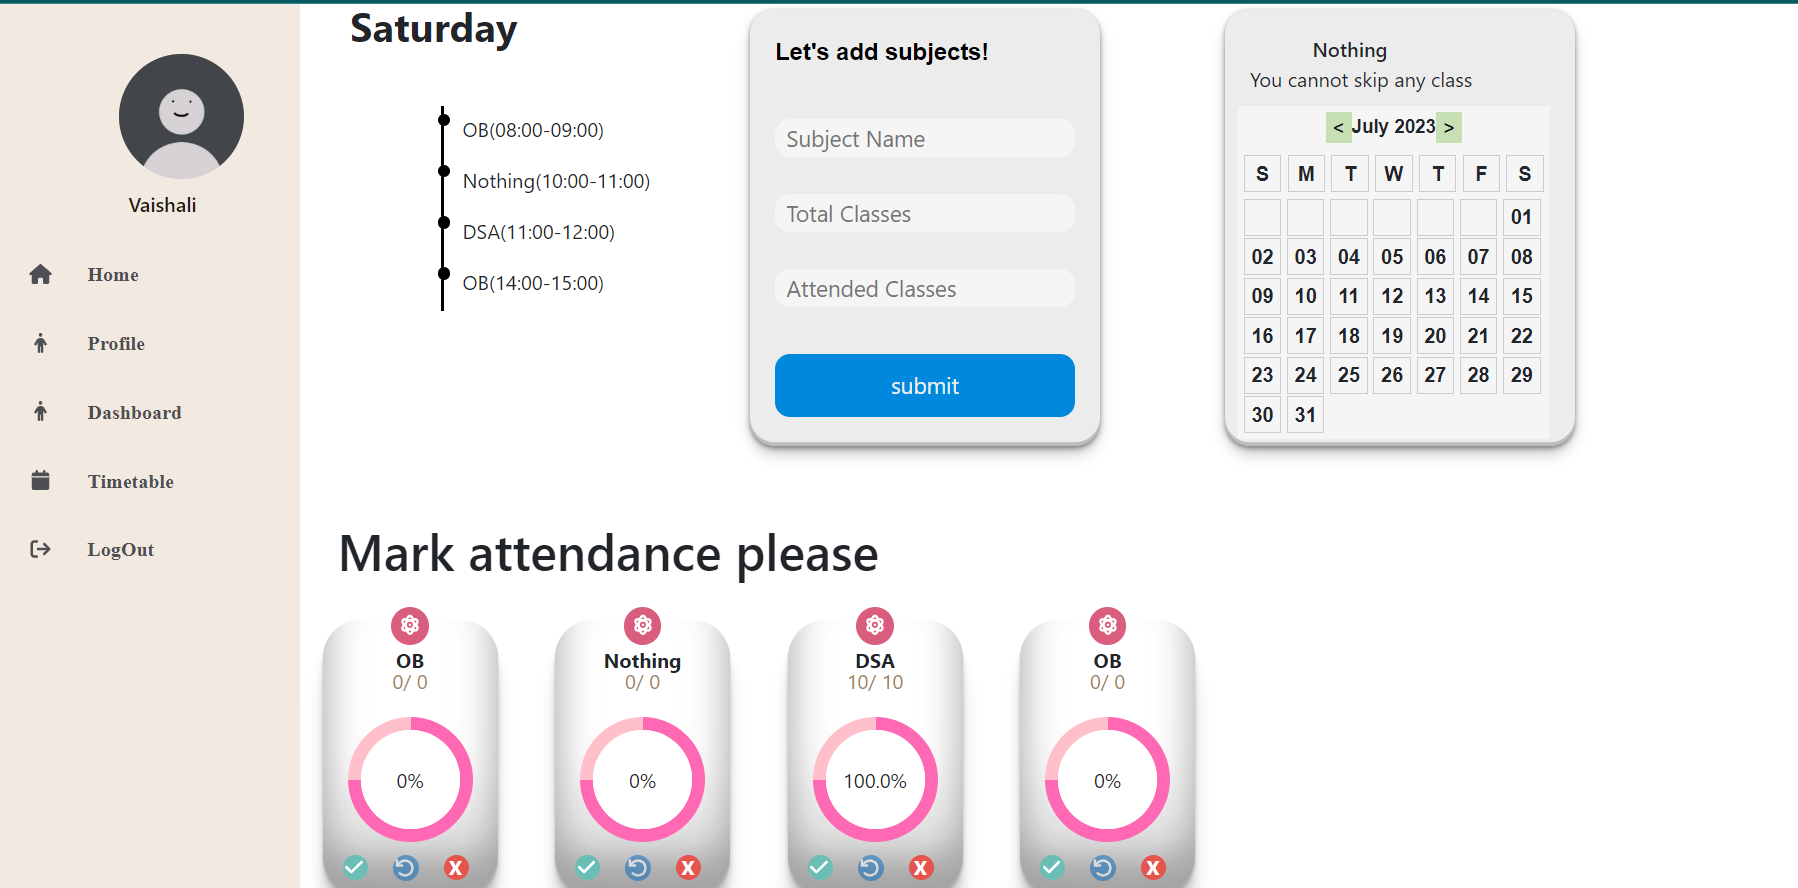 Vaishali
Home
Profile
Dashboard
Timetable
LogOut
Saturday
OB(08:00-09:00)
Nothing(10:00-11:00)
DSA(11:00-12:00)
OB(14:00-15:00)
Let's add subjects!
Subject Name
Total Classes
Attended Classes
submit
Nothing
You cannot skip any class
< July 2023 >
S M T W T F S
01
02 03 04 05 06 07 08
09 10 11 12 13 14 15
16 17 18 19 20 21 22
23 24 25 26 27 28 29
30 31
Mark attendance please
OB
0/ 0
0%
Nothing
0/ 0
0%
DSA
10/ 10
100.0%
OB
0/ 0
0%